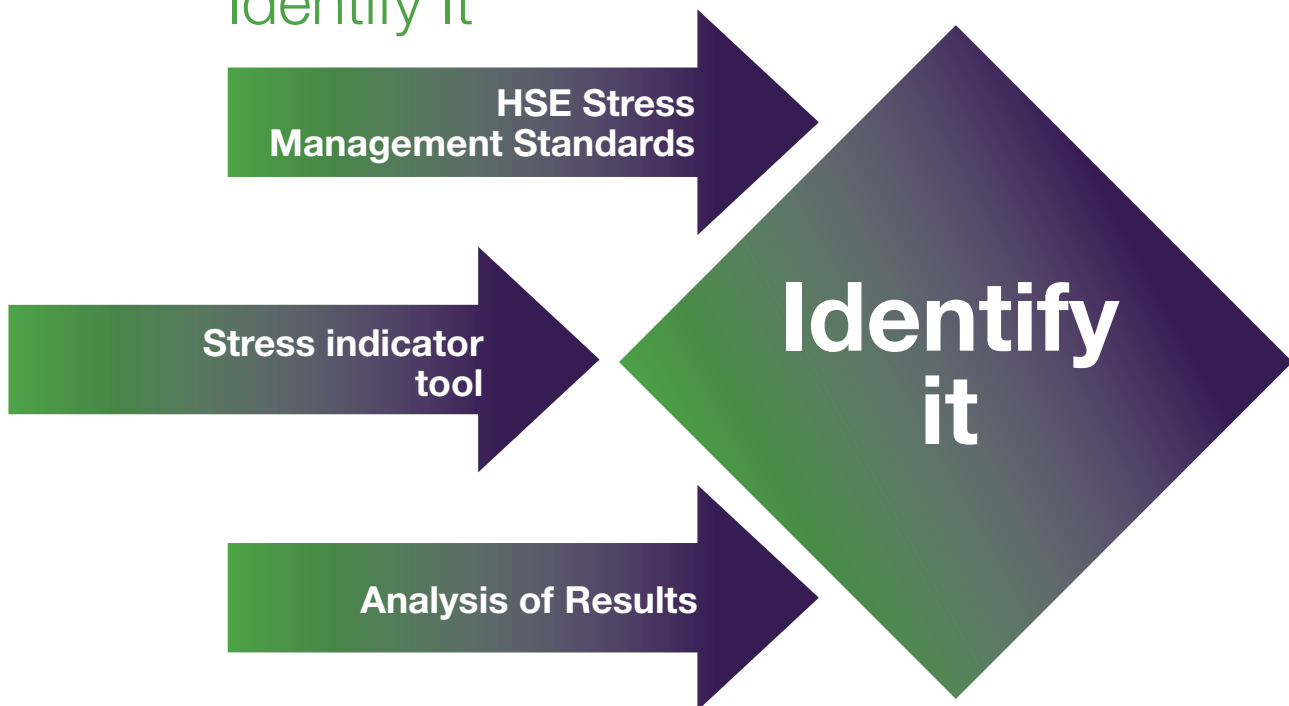 Identify it
HSE Stress
Management Standards
Stress indicator
tool
Analysis of Results
Identify
it